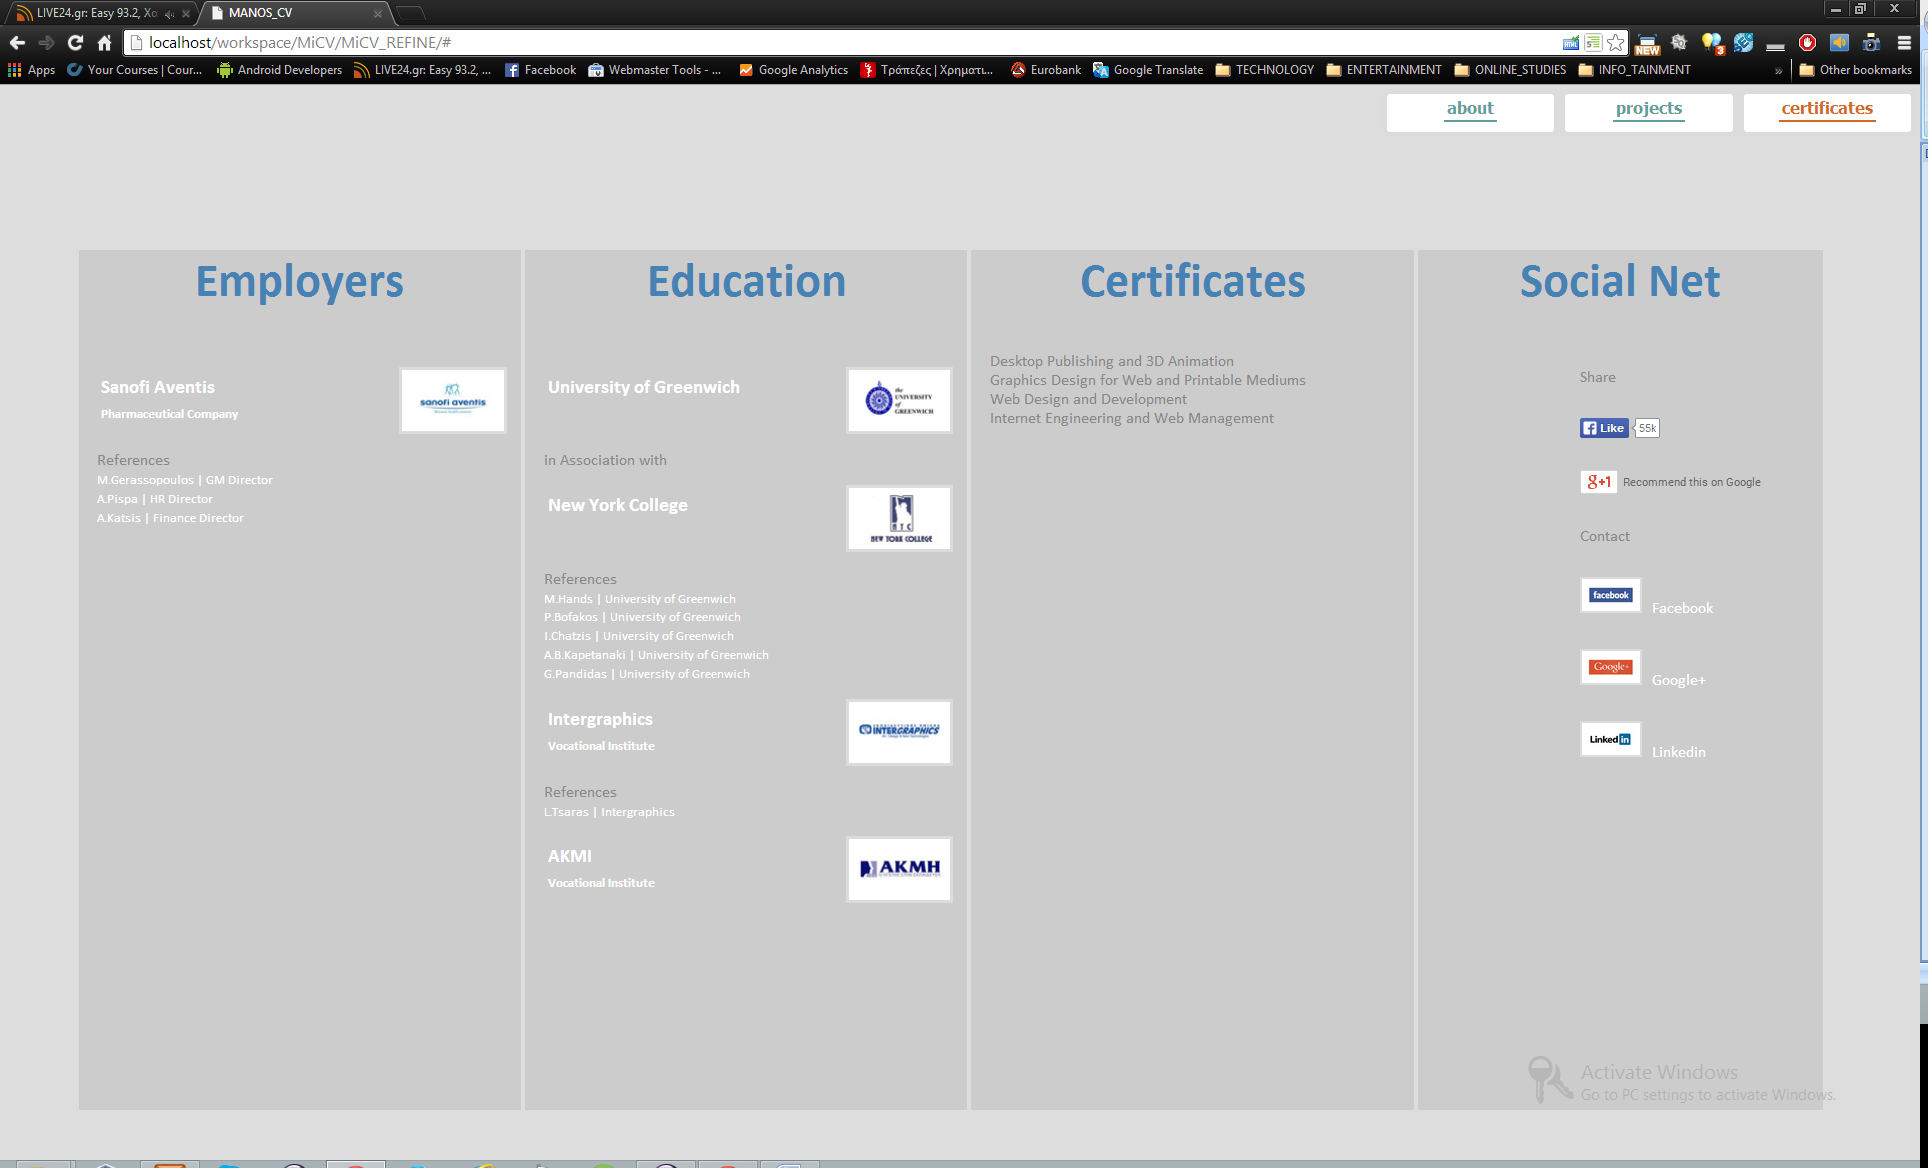 LIVE24.gr: Easy 93.2, Xο
MANOS_CV
localhost/workspace/MiCV/MiCV_REFINE/#
NEW
3
Apps
Your Courses | Cour...
Android Developers
LIVE24.gr: Easy 93.2, ...
Facebook
Webmaster Tools - ...
Google Analytics
Τράπεζες | Χρηματι...
Eurobank
Google Translate
TECHNOLOGY
ENTERTAINMENT
ONLINE_STUDIES
INFO_TAINMENT
»
Other bookmarks
about
projects
certificates
Employers
Sanofi Aventis
Pharmaceutical Company
sanofi aventis
References
M.Gerassopoulos | GM Director
A.Pispa | HR Director
A.Katsis | Finance Director
Education
University of Greenwich
the
UNIVERSITY
of
GREENWICH
in Association with
New York College
NYC
NEW YORK COLLEGE
References
M.Hands | University of Greenwich
P.Bofakos | University of Greenwich
I.Chatzis | University of Greenwich
A.B.Kapetanaki | University of Greenwich
G.Pandidas | University of Greenwich
Intergraphics
Vocational Institute
INTERGRAPHICS
References
L.Tsaras | Intergraphics
AKMI
Vocational Institute
AKMH
Certificates
Desktop Publishing and 3D Animation
Graphics Design for Web and Printable Mediums
Web Design and Development
Internet Engineering and Web Management
Social Net
Share
Like
55k
g+1
Recommend this on Google
Contact
facebook
Facebook
Google+
Google+
Linked in
Linkedin
Activate Windows
Go to PC settings to activate Windows.